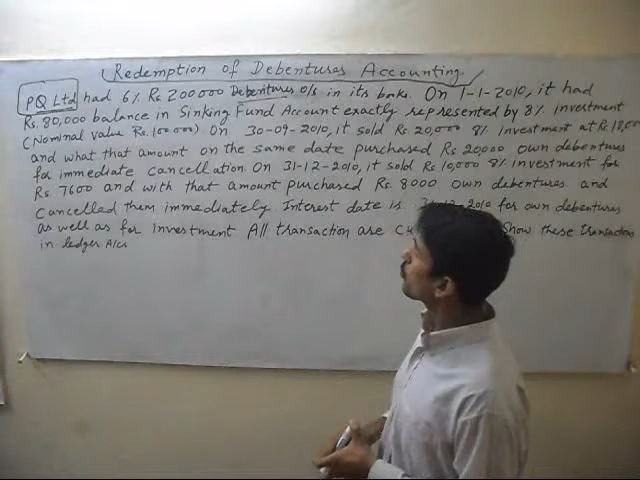 Redemption of Debentures Accounting.
PQ Ltd had 6% Rs 200000 Debentures o/s in its books. On 1-1-2010, it had
Rs. 80,000 balance in Sinking Fund Account exactly represented by 8% investment
(Nominal value Rs. 100000) On 30-09-2010, it sold Rs. 20,000 8% investment at Rs 18,000
and what that amount on the same date purchased Rs 20,000 own debentures
for immediate cancellation. On 31-12-2010, it sold Rs 10,000 8% investment for
Rs. 7600 and with that amount purchased Rs. 8000 own debentures and
cancelled them immediately Interest date is 2010 for own debentures
as well as for investment All transaction are Show these transaction
in ledger A/cs